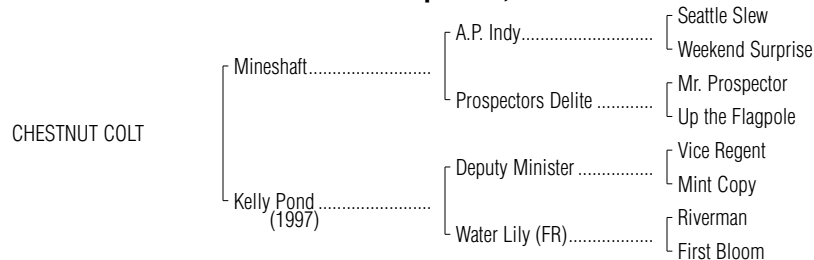 Seattle Slew
A.P. Indy
Weekend Surprise
Mineshaft
Mr. Prospector
Prospectors Delite
Up the Flagpole
CHESTNUT COLT
Vice Regent
Deputy Minister
Mint Copy
Kelly Pond
(1997)
Riverman
Water Lily (FR)
First Bloom